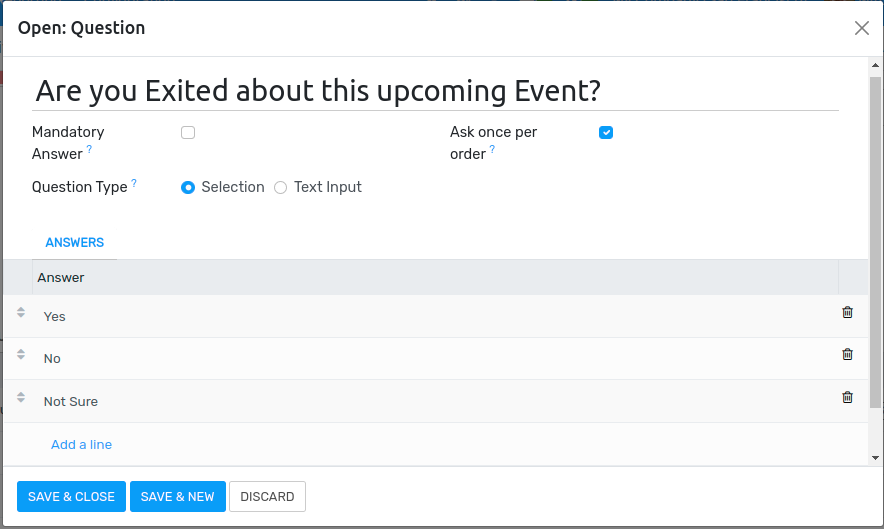 Open: Question
Are you Exited about this upcoming Event?
Mandatory
Answer ?
Ask once per
order ?
Question Type ?
Selection
Text Input
ANSWERS
Answer
Yes
No
Not Sure
Add a line
SAVE & CLOSE
SAVE & NEW
DISCARD